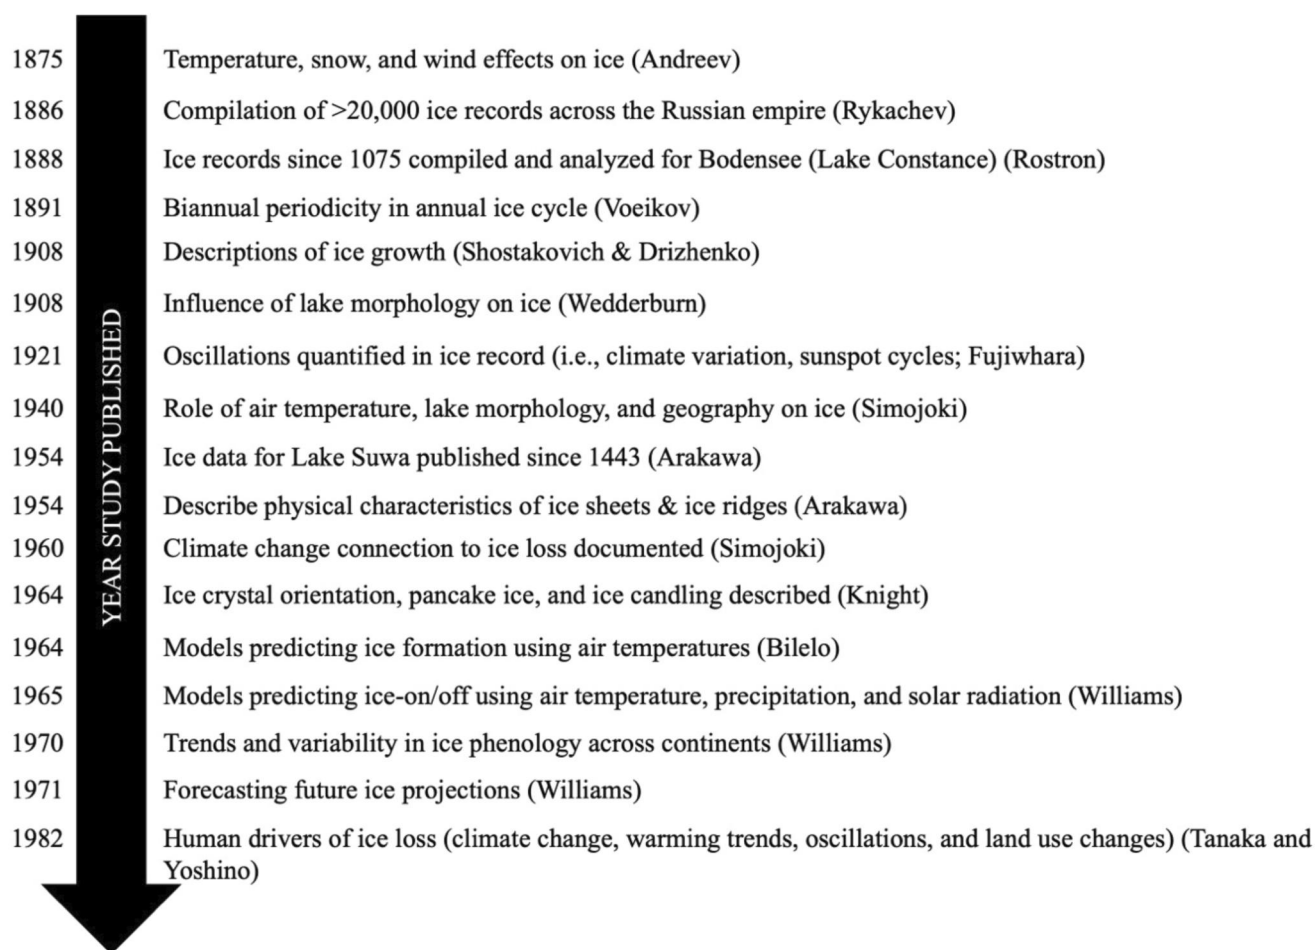 1875 Temperature, snow, and wind effects on ice (Andreev)
1886 Compilation of >20,000 ice records across the Russian empire (Rykachev)
1888 Ice records since 1075 compiled and analyzed for Bodensee (Lake Constance) (Rostron)
1891 Biannual periodicity in annual ice cycle (Voeikov)
1908 Descriptions of ice growth (Shostakovich & Drizhenko)
1908 Influence of lake morphology on ice (Wedderburn)
1921 Oscillations quantified in ice record (i.e., climate variation, sunspot cycles; Fujiwhara)
1940 Role of air temperature, lake morphology, and geography on ice (Simojoki)
1954 Ice data for Lake Suwa published since 1443 (Arakawa)
1954 Describe physical characteristics of ice sheets & ice ridges (Arakawa)
1960 Climate change connection to ice loss documented (Simojoki)
1964 Ice crystal orientation, pancake ice, and ice candling described (Knight)
1964 Models predicting ice formation using air temperatures (Bilelo)
1965 Models predicting ice-on/off using air temperature, precipitation, and solar radiation (Williams)
1970 Trends and variability in ice phenology across continents (Williams)
1971 Forecasting future ice projections (Williams)
1982 Human drivers of ice loss (climate change, warming trends, oscillations, and land use changes) (Tanaka and
Yoshino)
YEAR STUDY PUBLISHED